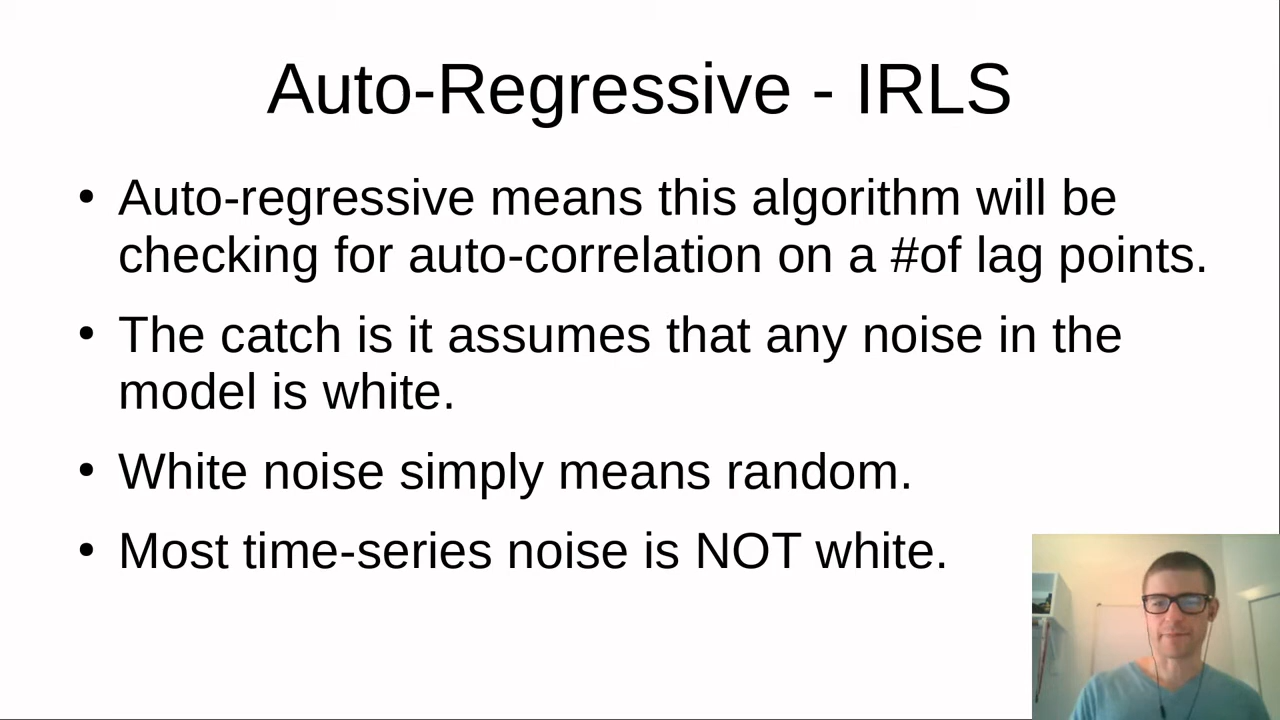 Auto-Regressive - IRLS
• Auto-regressive means this algorithm will be
checking for auto-correlation on a #of lag points.
• The catch is it assumes that any noise in the
model is white.
• White noise simply means random.
• Most time-series noise is NOT white.